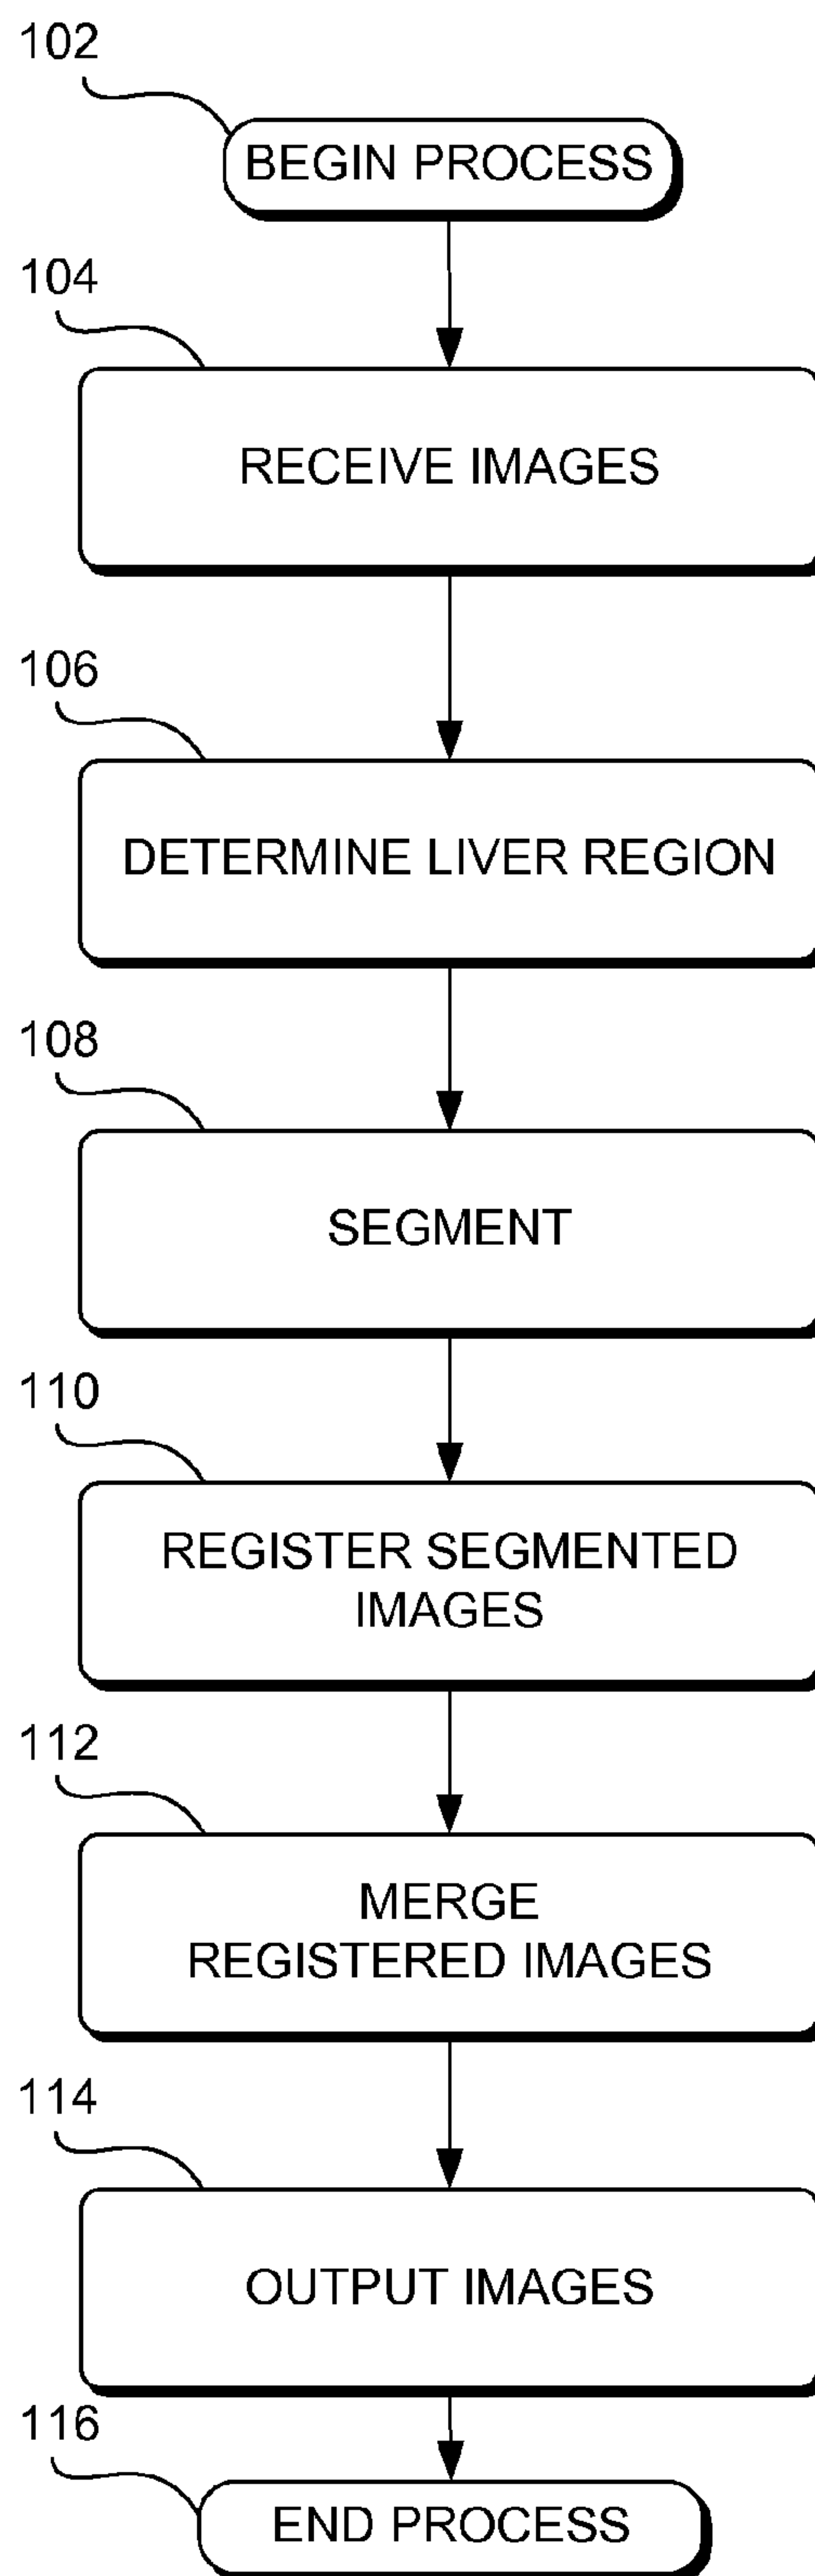 102
BEGIN PROCESS
104
RECEIVE IMAGES
106
DETERMINE LIVER REGION
108
SEGMENT
110
REGISTER SEGMENTED
IMAGES
112
MERGE
REGISTERED IMAGES
114
OUTPUT IMAGES
116
END PROCESS